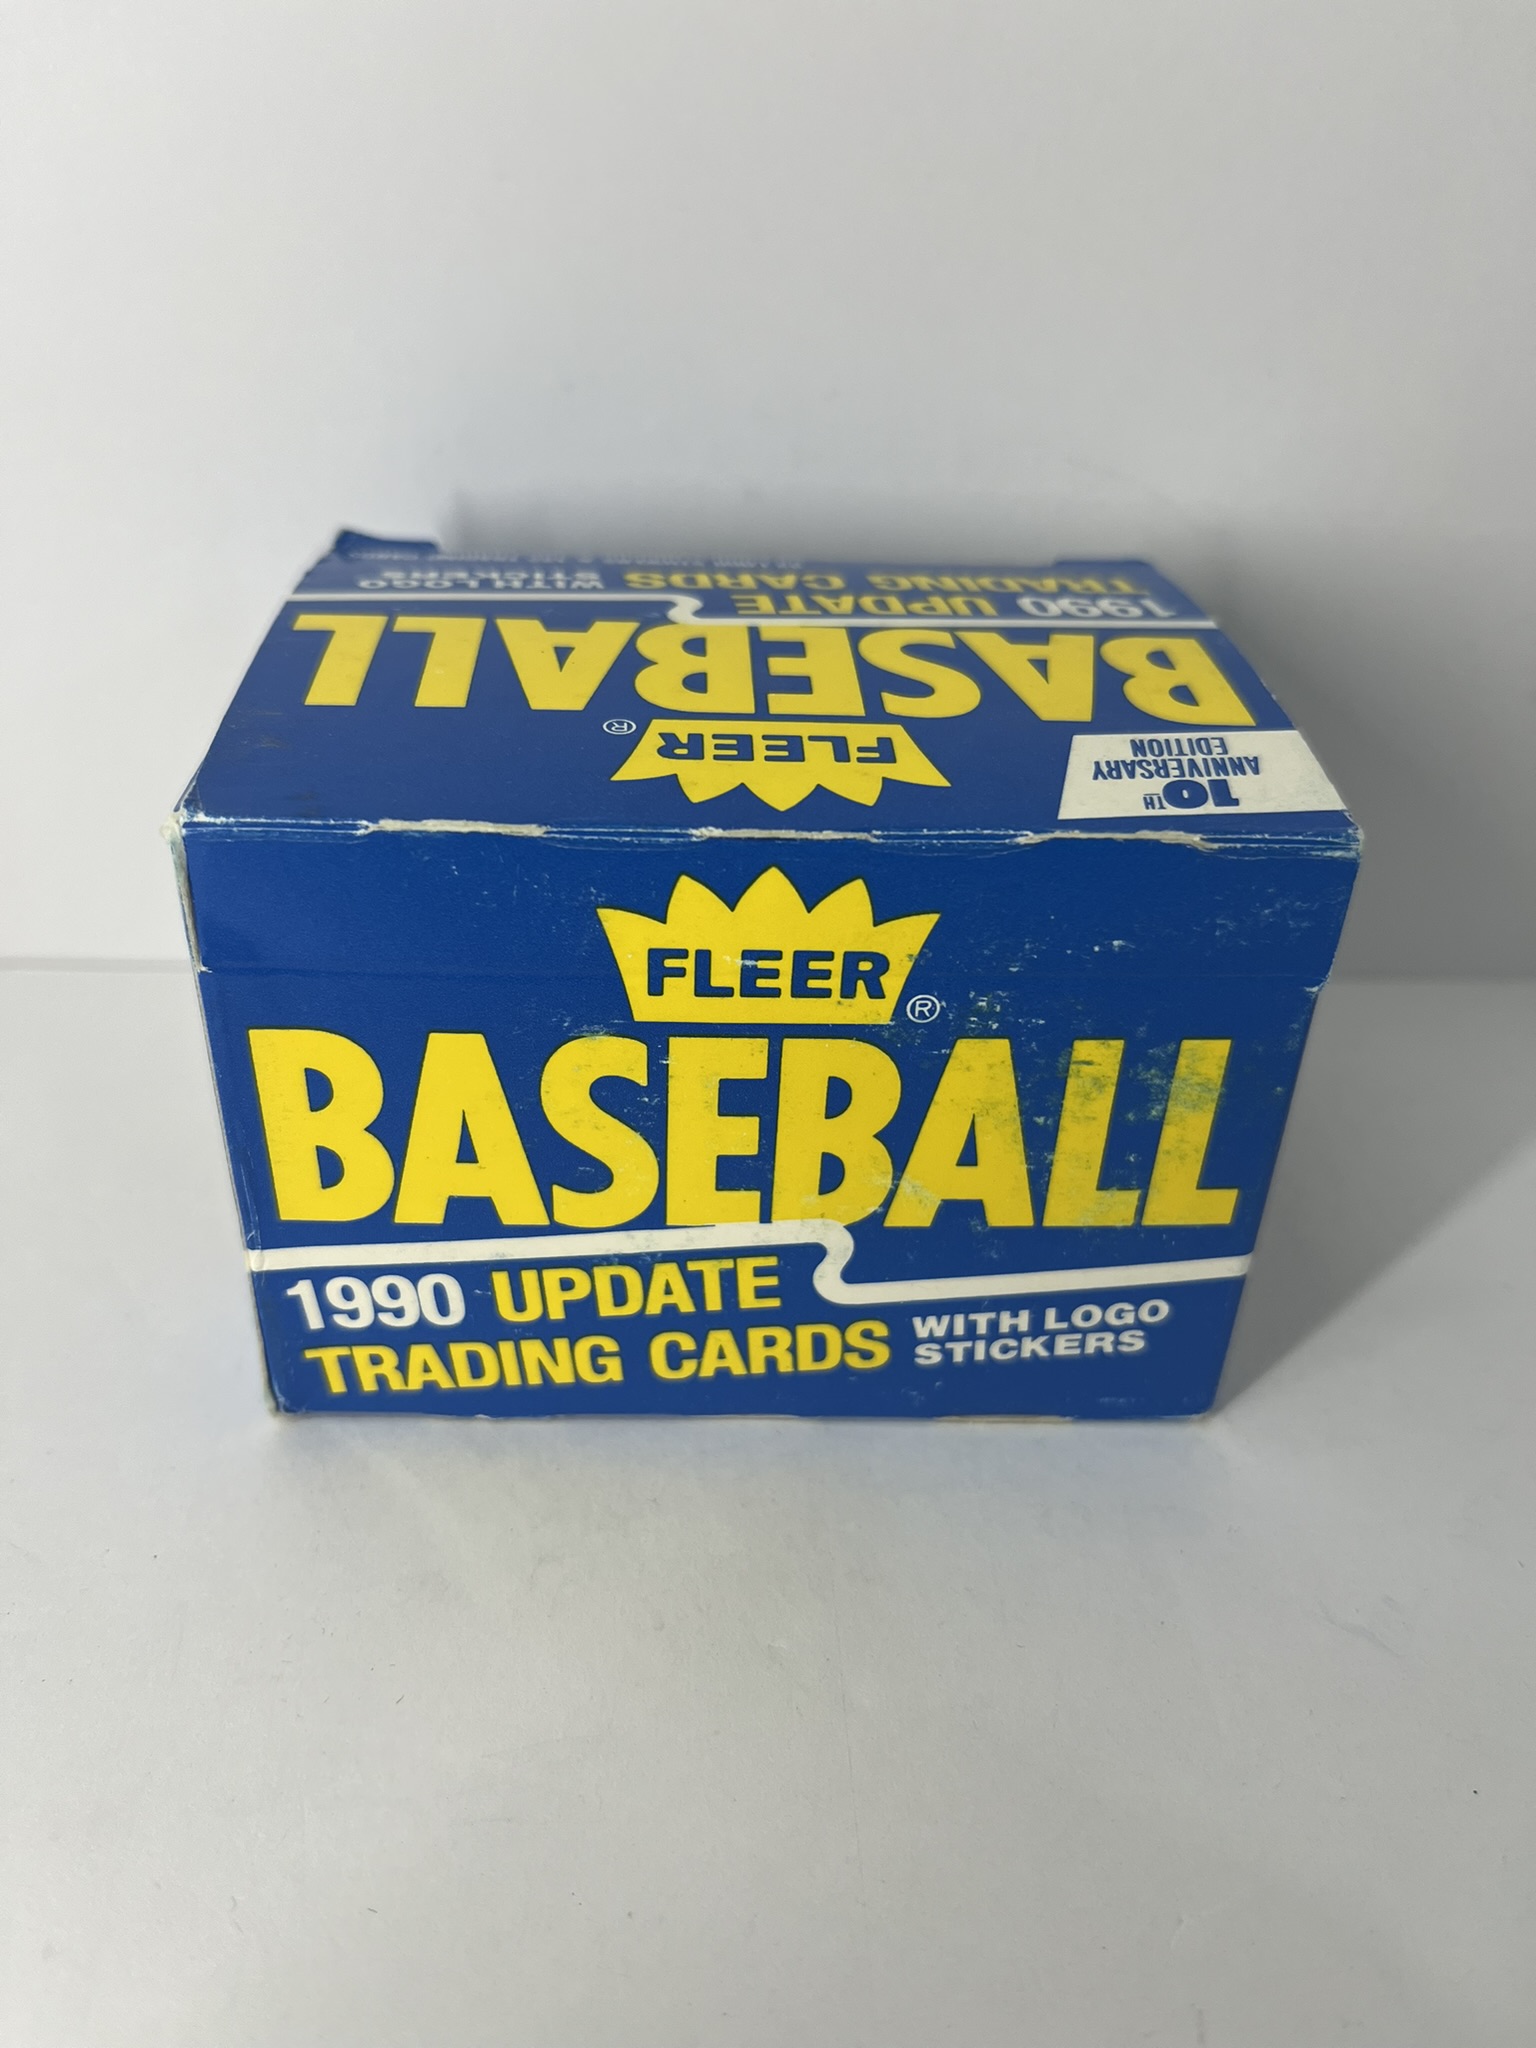 1990 UPDATE
TRADING CARDS
WITH LOGO
STICKERS
BASEBALL
FLEER ®
10TH
ANNIVERSARY
EDITION
FLEER ®
BASEBALL
1990 UPDATE
TRADING CARDS
WITH LOGO
STICKERS